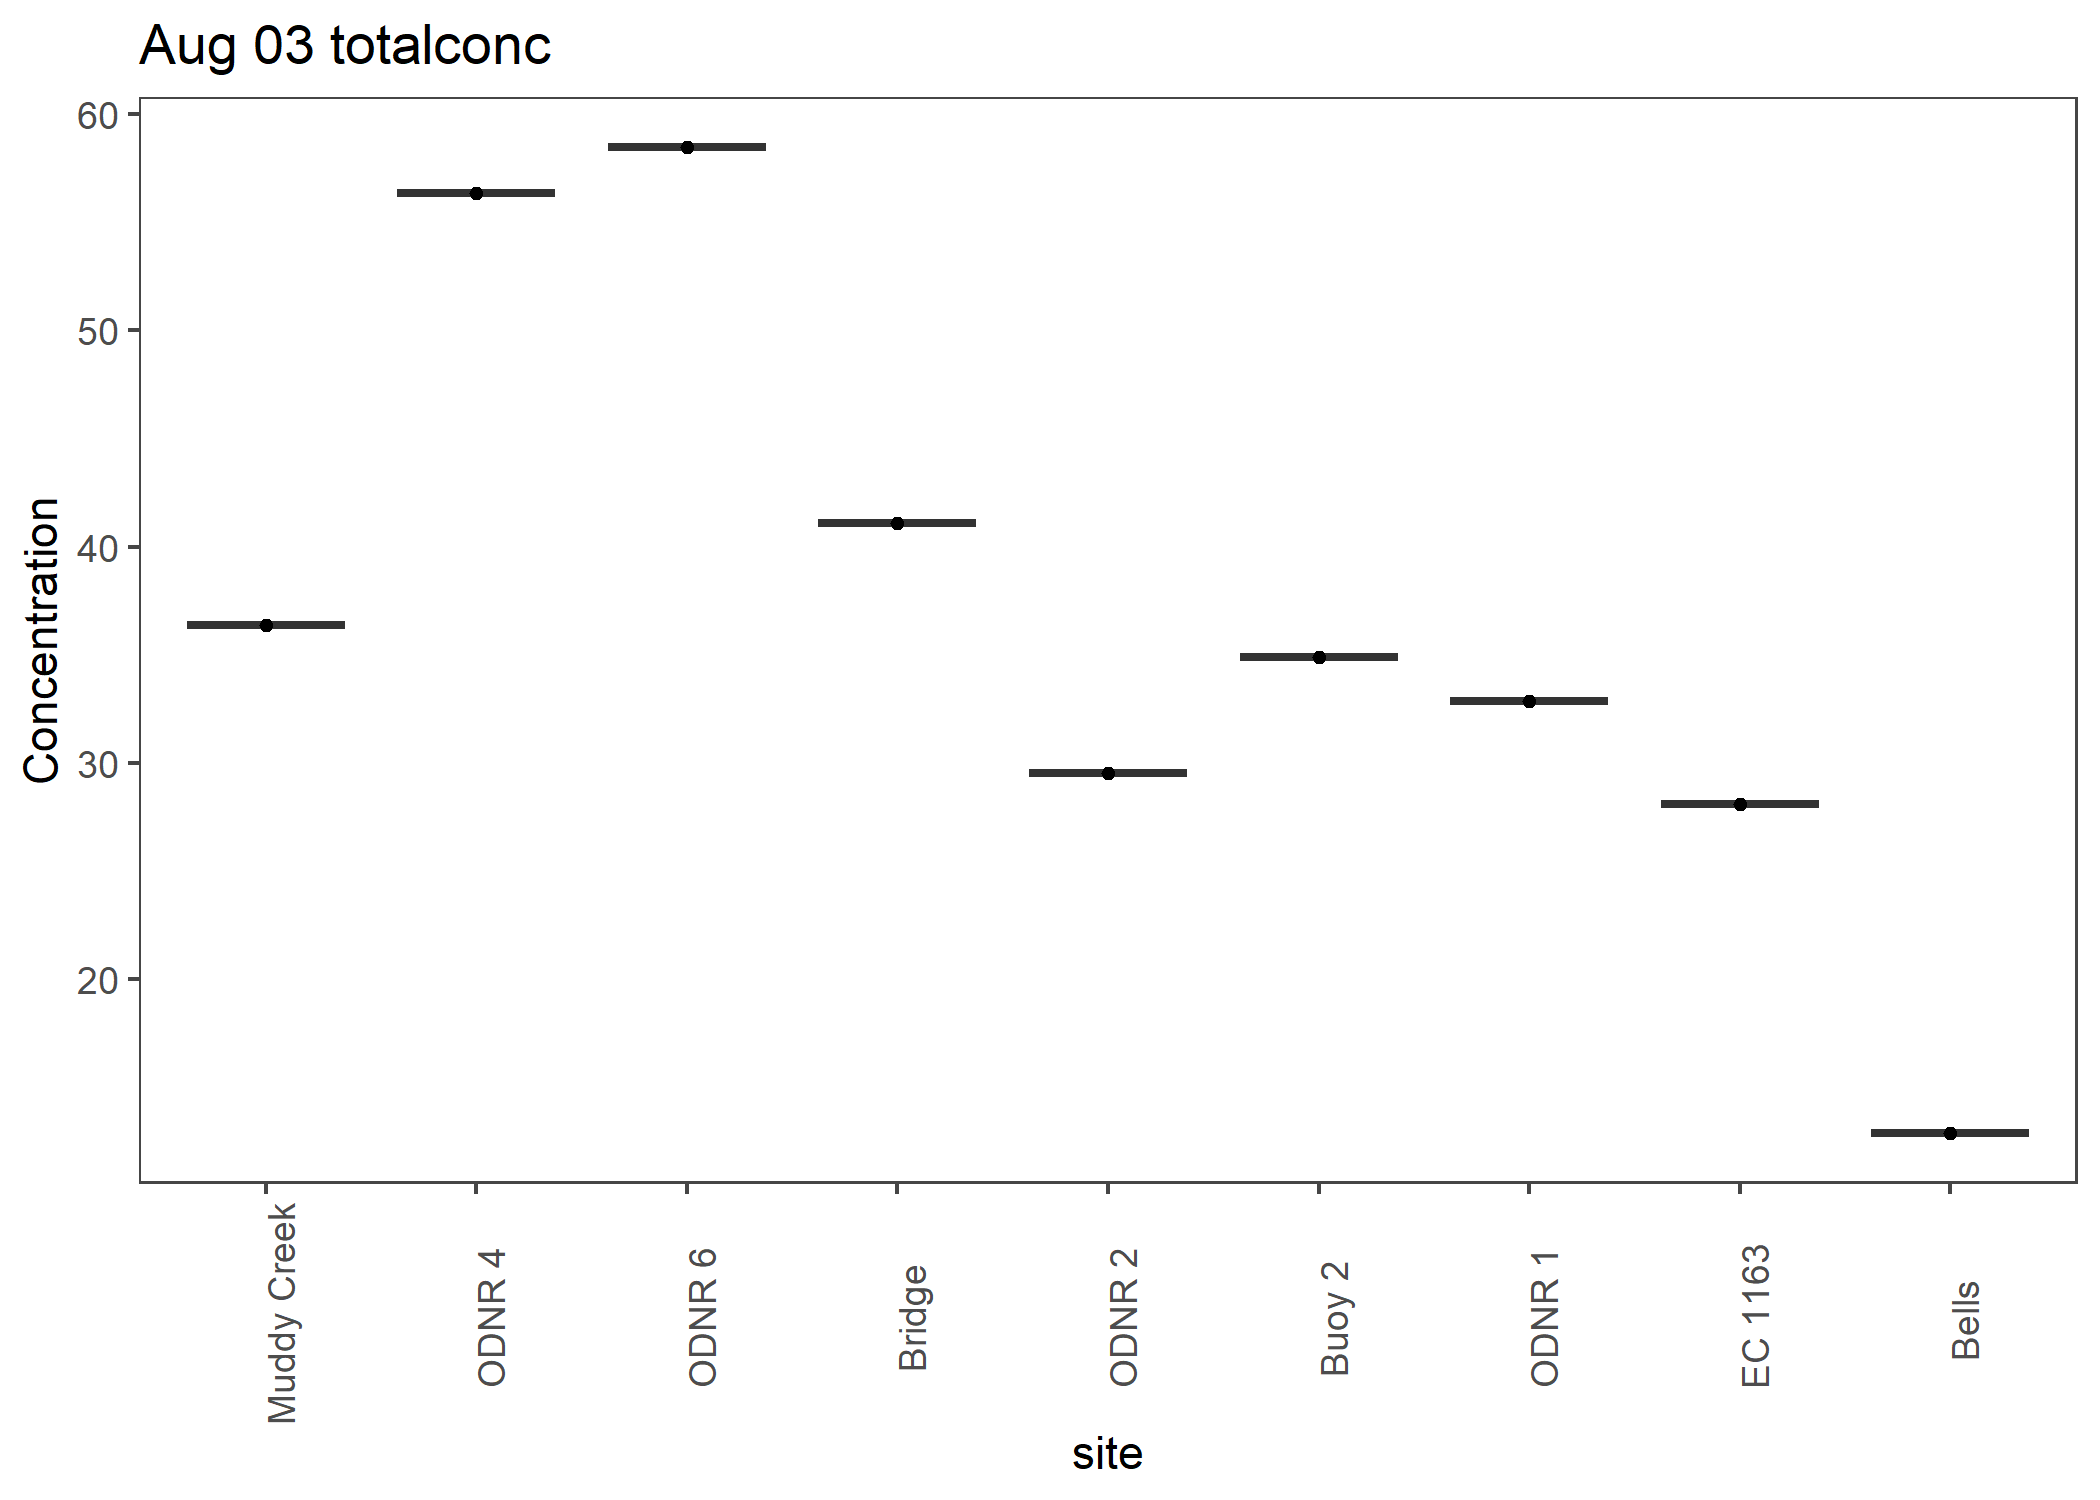 Aug 03 totalconc
Concentration
60
50
40
30
20
Muddy Creek
ODNR 4
ODNR 6
Bridge
ODNR 2
Buoy 2
ODNR 1
EC 1163
Bells
site